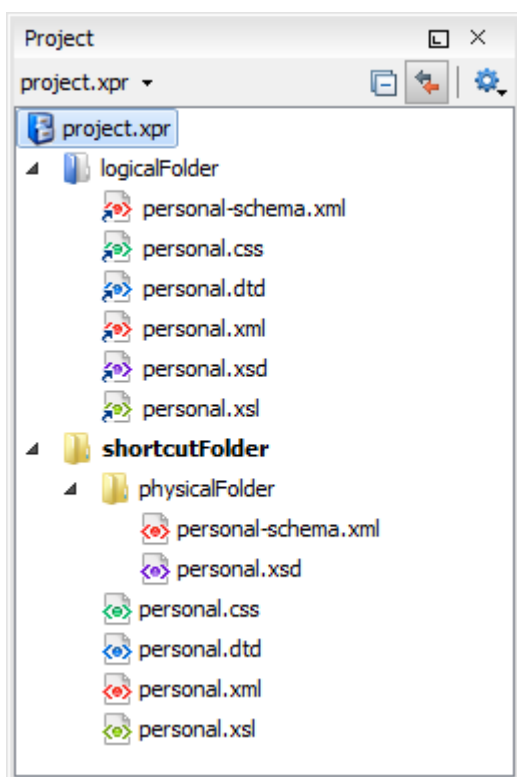 Project
project.xpr
project.xpr
logicalFolder
personal-schema.xml
personal.css
personal.dtd
personal.xml
personal.xsd
personal.xsl
shortcutFolder
physicalFolder
personal-schema.xml
personal.xsd
personal.css
personal.dtd
personal.xml
personal.xsl